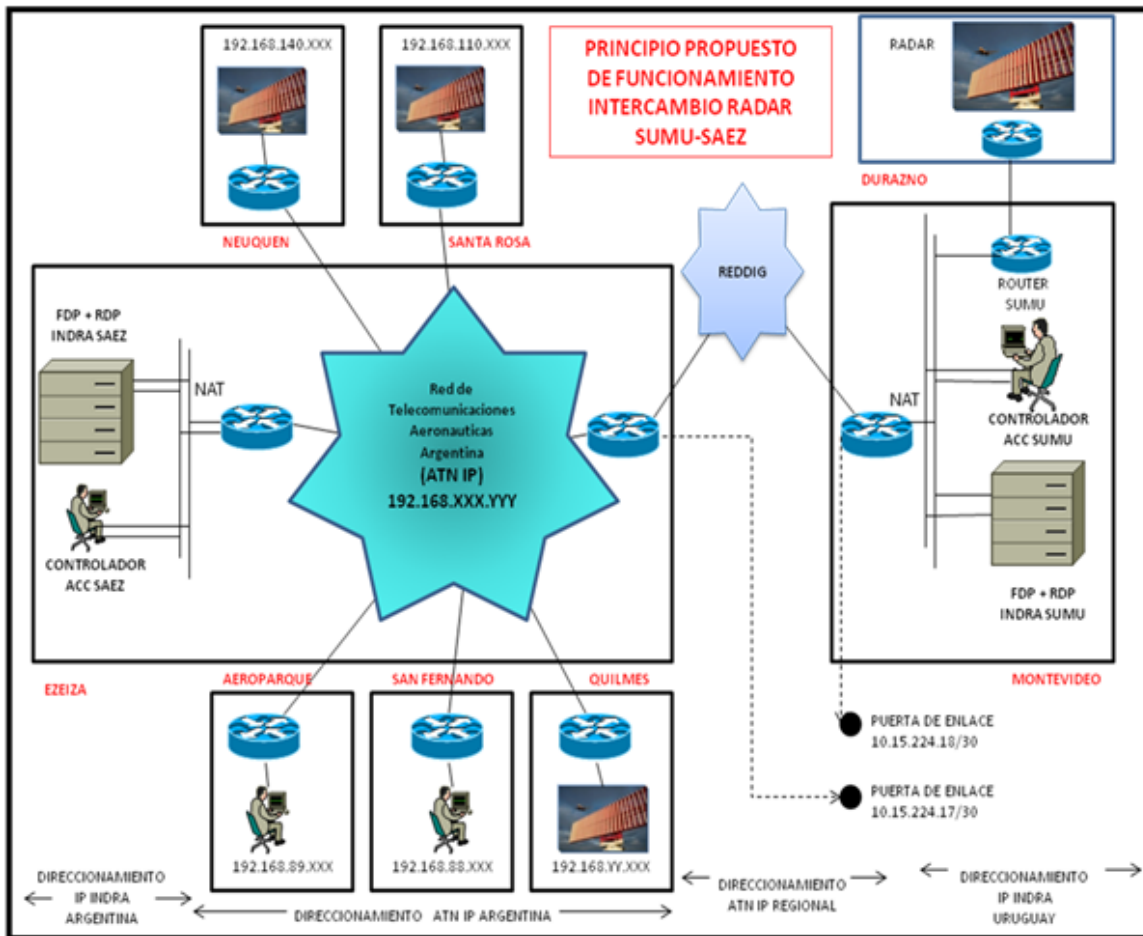 192.168.140.XXX
192.168.110.XXX
PRINCIPIO PROPUESTO
DE FUNCIONAMIENTO
INTERCAMBIO RADAR
SUMU-SAEZ
RADAR
DURAZNO
NEUQUEN
SANTA ROSA
REDDIG
ROUTER
SUMU
FDP + RDP
INDRA SAEZ
NAT
Red de
Telecomunicaciones
Aeronauticas
Argentina
(ATN IP)
192.168.XXX.YYY
NAT
CONTROLADOR
ACC SUMU
CONTROLADOR
ACC SAEZ
FDP + RDP
INDRA SUMU
EZEIZA
AEROPARQUE
SAN FERNANDO
QUILMES
MONTEVIDEO
PUERTA DE ENLACE
10.15.224.18/30
PUERTA DE ENLACE
10.15.224.17/30
192.168.89.XXX
192.168.88.XXX
192.168.YY.XXX
DIRECCIONAMIENTO
IP INDRA
ARGENTINA
DIRECCIONAMIENTO ATN IP ARGENTINA
DIRECCIONAMIENTO
ATN IP REGIONAL
DIRECCIONAMIENTO
IP INDRA
URUGUAY